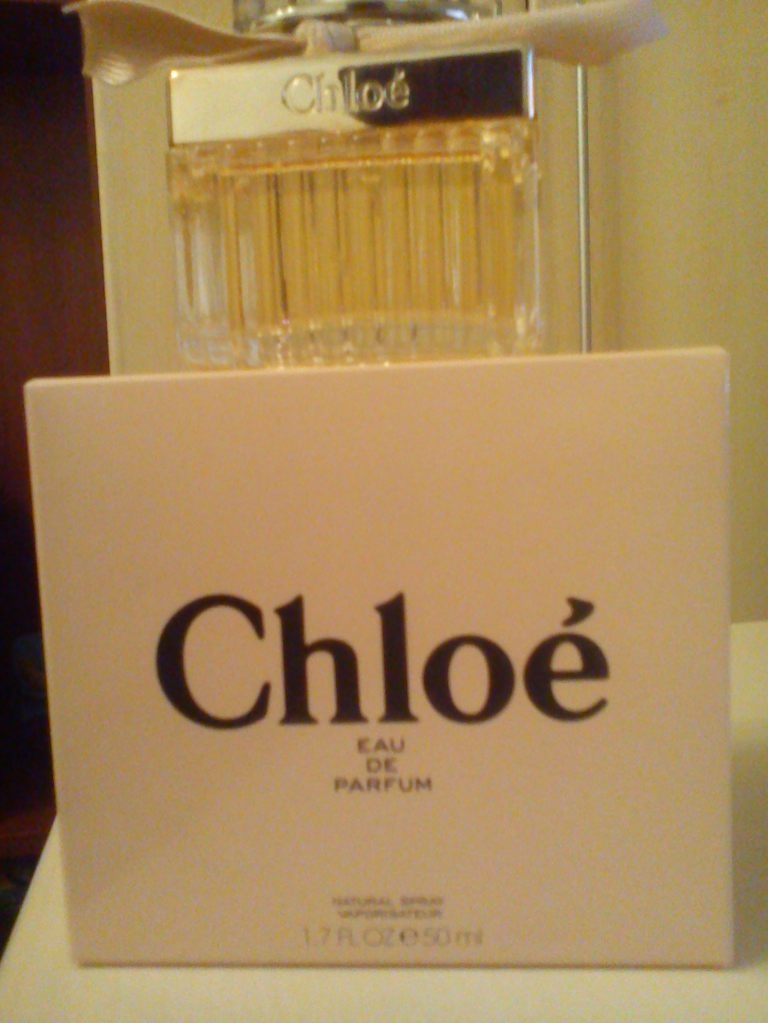 Chloé
Chloé
EAU
DE
PARFUM
NATURAL SPRAY
VAPORISATEUR
1.7 FL OZ ℮ 50 ml